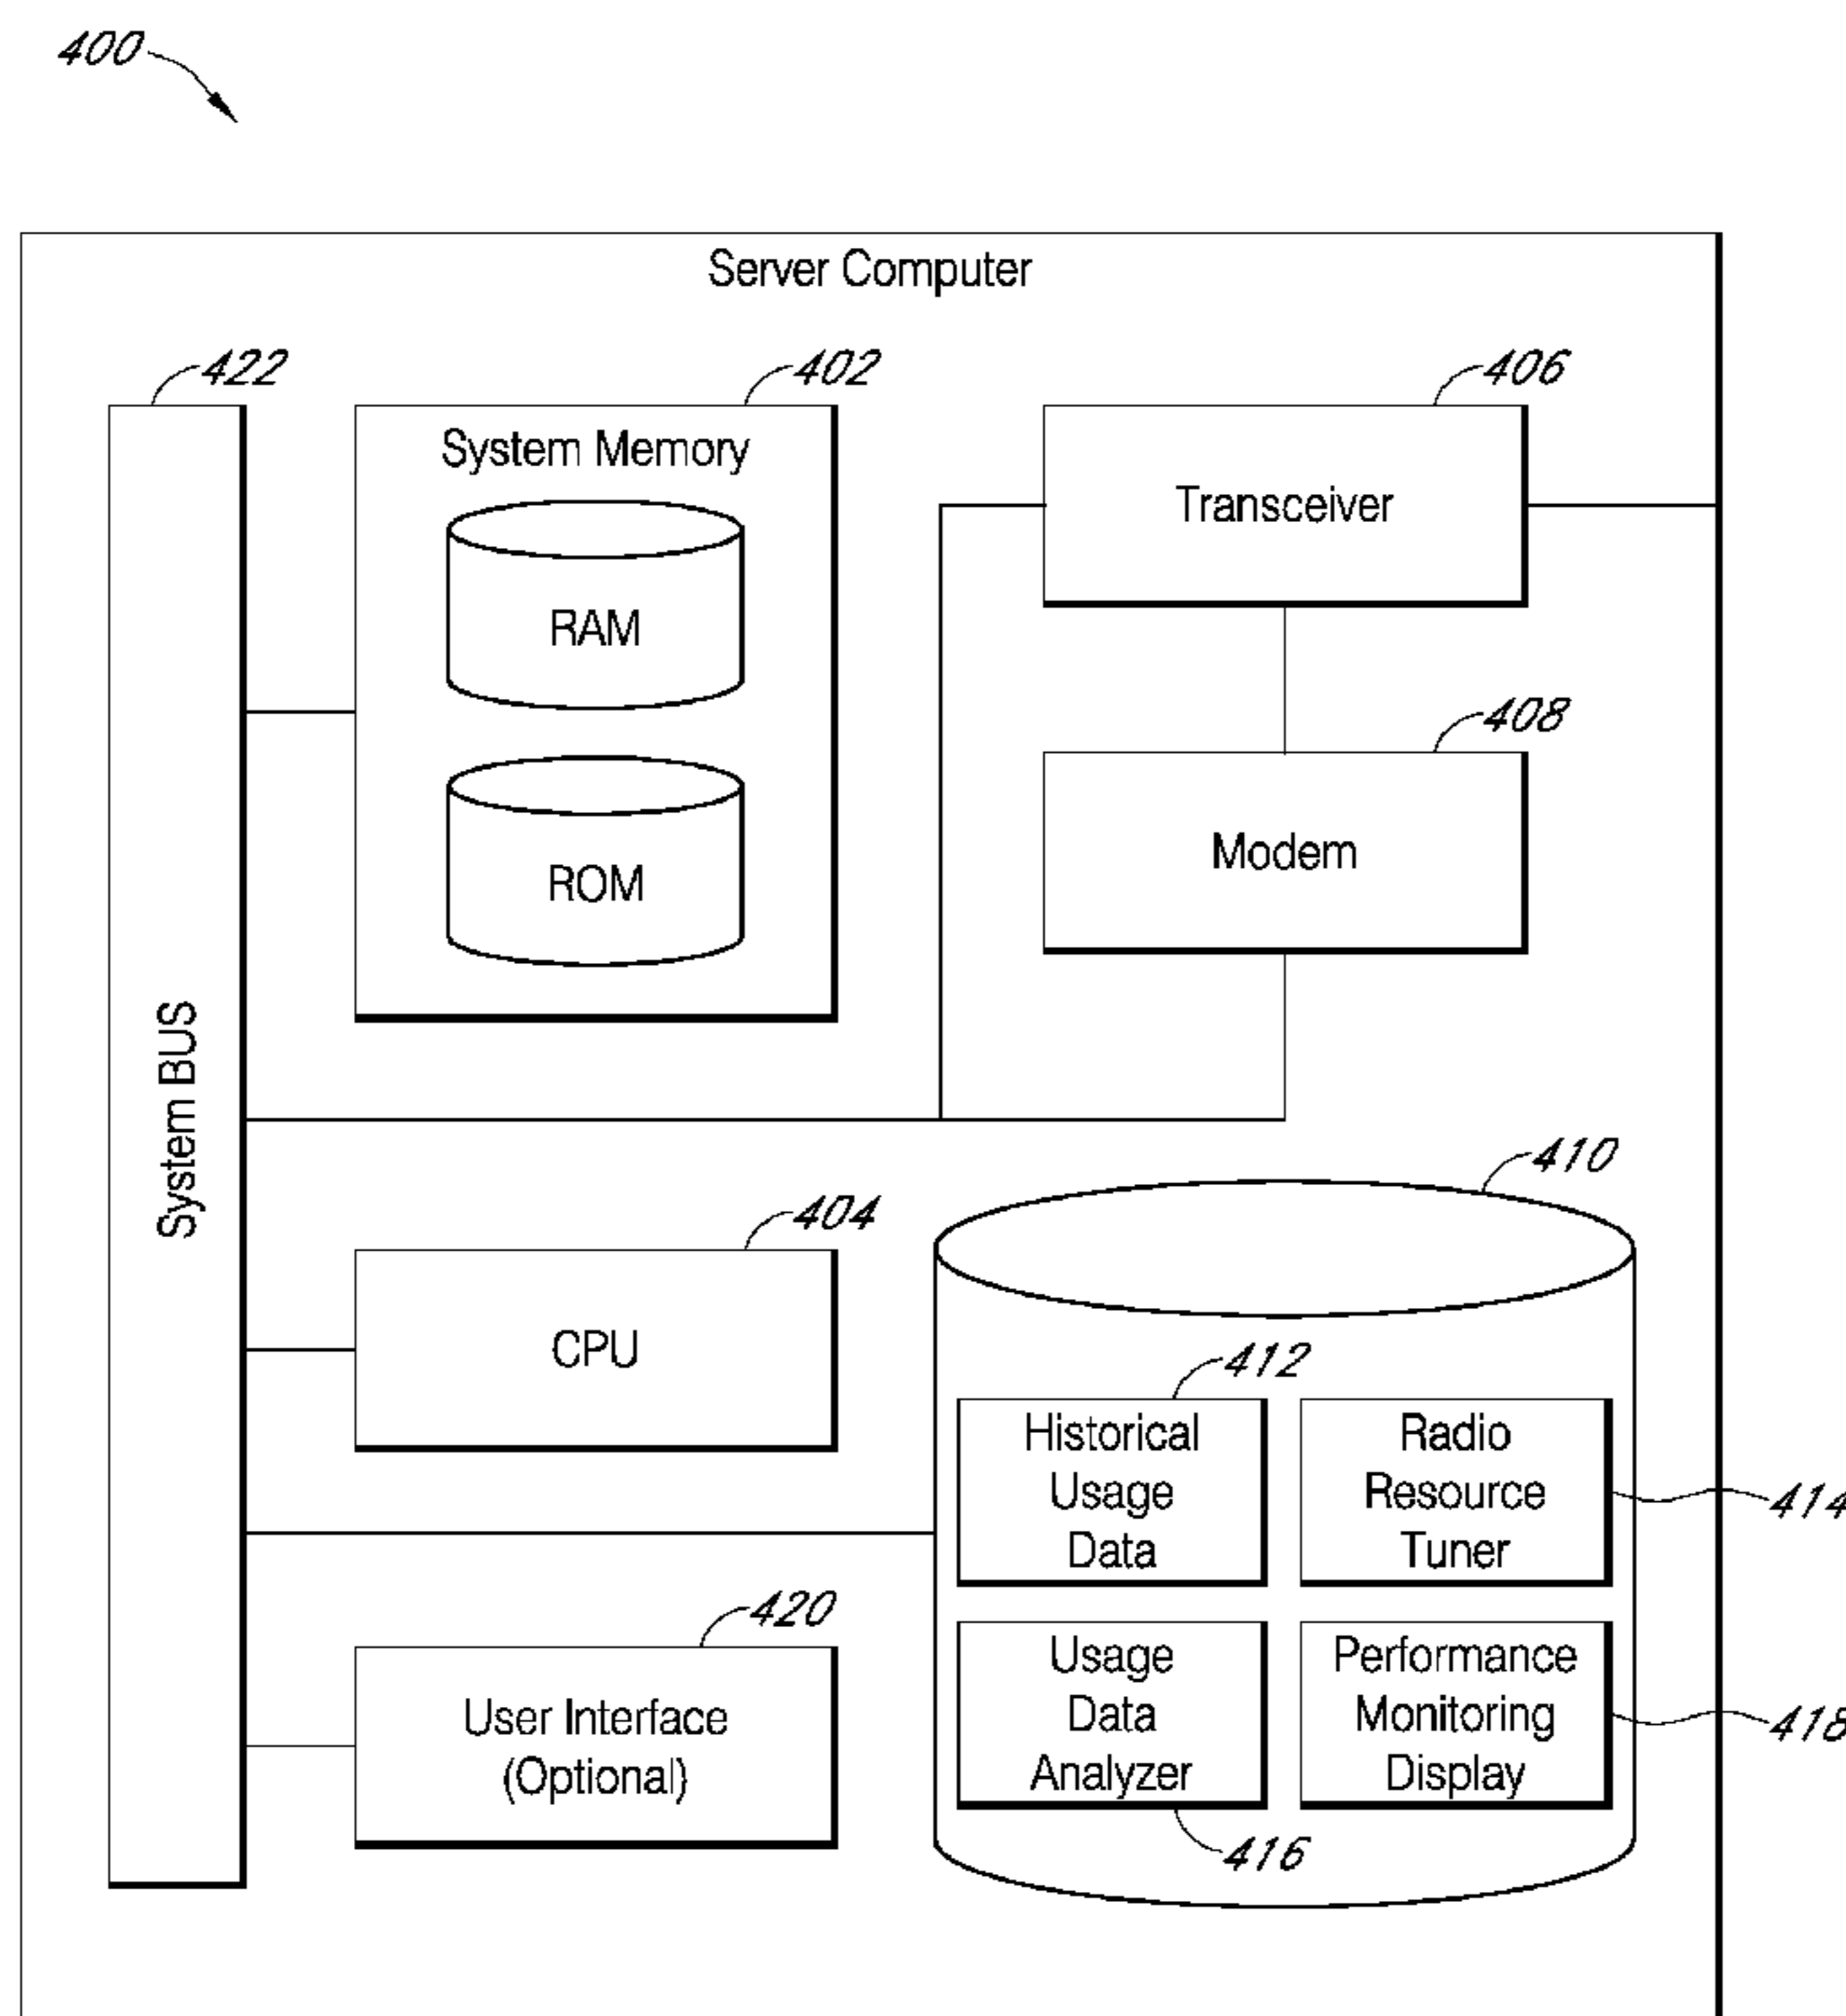 400
Server Computer
422
402
406
System Memory
Transceiver
RAM
408
ROM
Modem
System BUS
410
404
CPU
412
Historical
Usage
Data
Radio
Resource
Tuner
414
420
User Interface
(Optional)
Usage
Data
Analyzer
Performance
Monitoring
Display
418
416